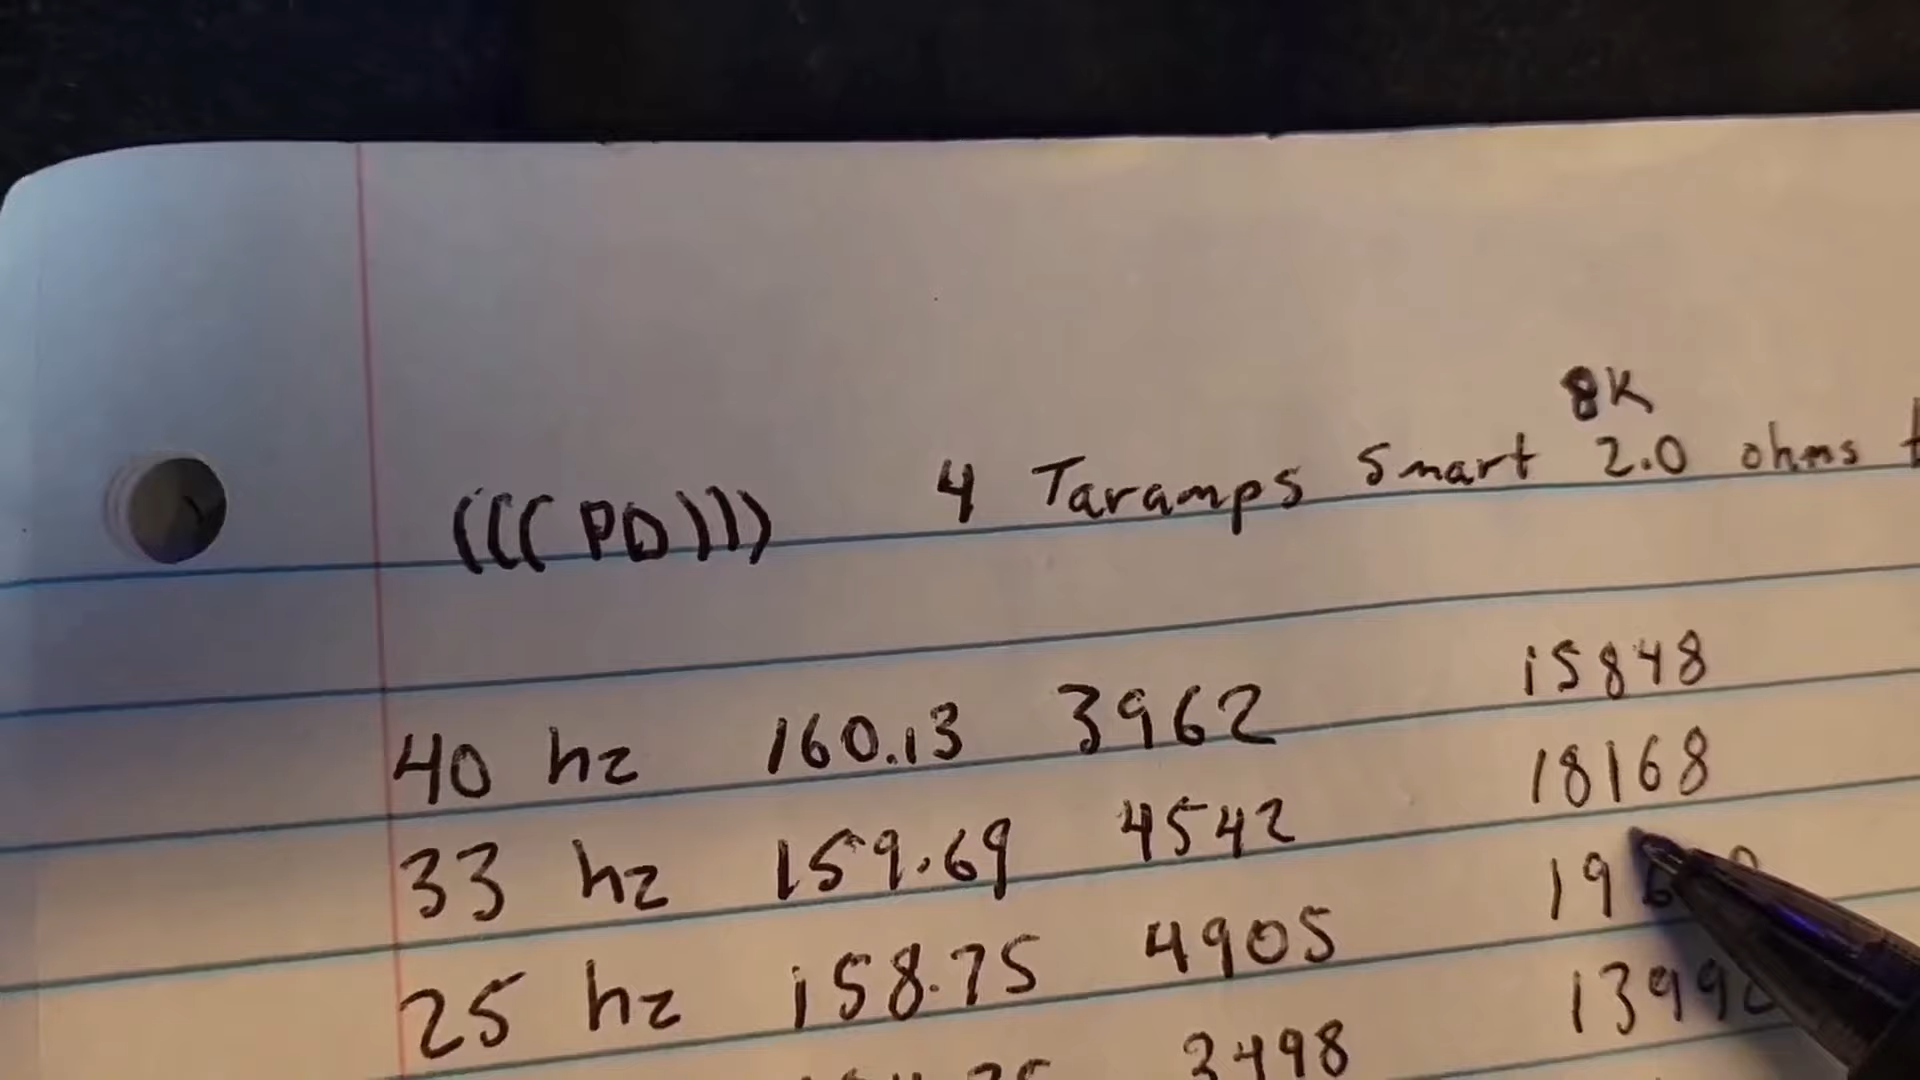 8K
(((PD))) 4 Taramps Smart 2.0 ohms
40 hz 160.13 3962 15848
33 hz 159.69 4542 18168
25 hz 158.75 4905
3498